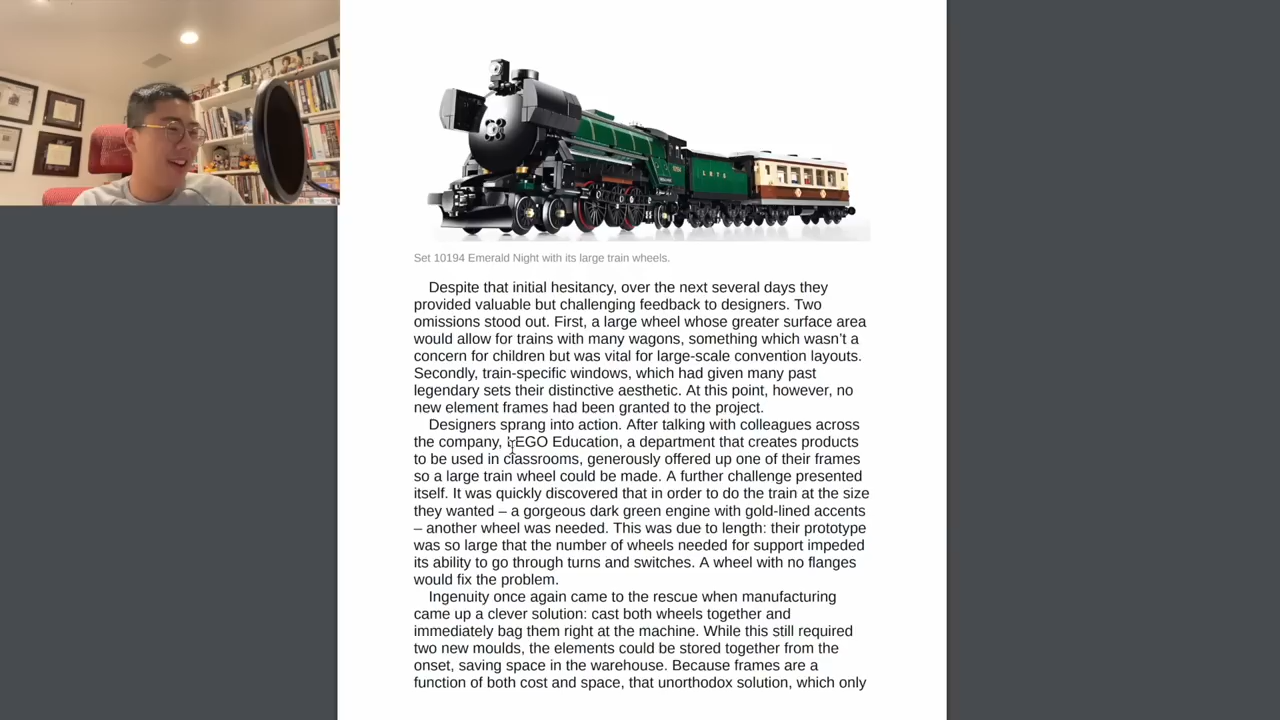 LRTS
Set 10194 Emerald Night with its large train wheels.
Despite that initial hesitancy, over the next several days they
provided valuable but challenging feedback to designers. Two
omissions stood out. First, a large wheel whose greater surface area
would allow for trains with many wagons, something which wasn’t a
concern for children but was vital for large-scale convention layouts.
Secondly, train-specific windows, which had given many past
legendary sets their distinctive aesthetic. At this point, however, no
new element frames had been granted to the project.
Designers sprang into action. After talking with colleagues across
the company, LEGO Education, a department that creates products
to be used in classrooms, generously offered up one of their frames
so a large train wheel could be made. A further challenge presented
itself. It was quickly discovered that in order to do the train at the size
they wanted – a gorgeous dark green engine with gold-lined accents
– another wheel was needed. This was due to length: their prototype
was so large that the number of wheels needed for support impeded
its ability to go through turns and switches. A wheel with no flanges
would fix the problem.
Ingenuity once again came to the rescue when manufacturing
came up a clever solution: cast both wheels together and
immediately bag them right at the machine. While this still required
two new moulds, the elements could be stored together from the
onset, saving space in the warehouse. Because frames are a
function of both cost and space, that unorthodox solution, which only